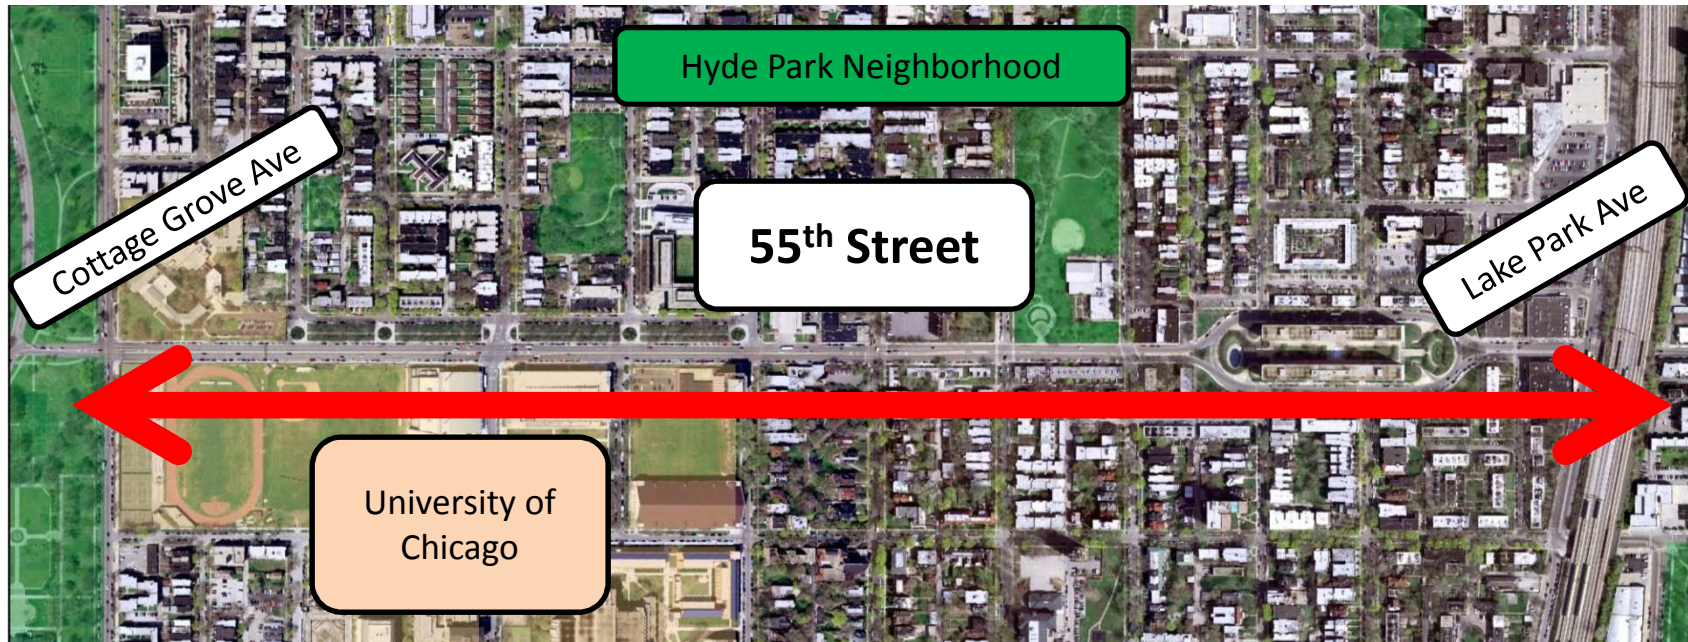 Hyde Park Neighborhood
Cottage Grove Ave
55th Street
Lake Park Ave
University of
Chicago